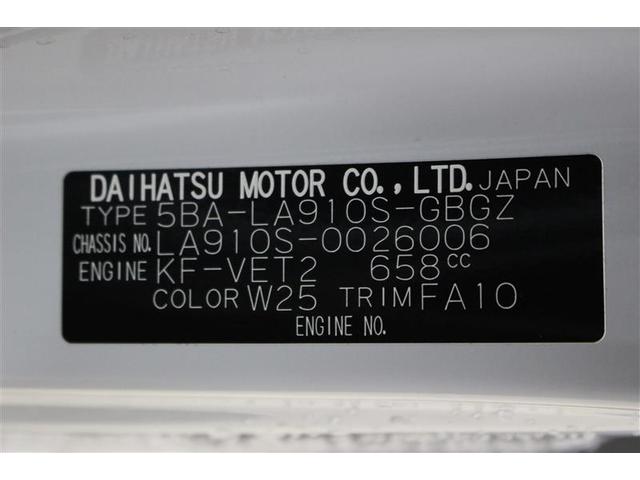 DAIHATSU MOTOR CO., LTD. JAPAN
TYPE 5BA-LA910S-GBGZ
CHASSIS NO. LA910S-0026006
ENGINE KF-VET2 658cc
COLOR W25 TRIM FA10
ENGINE NO.